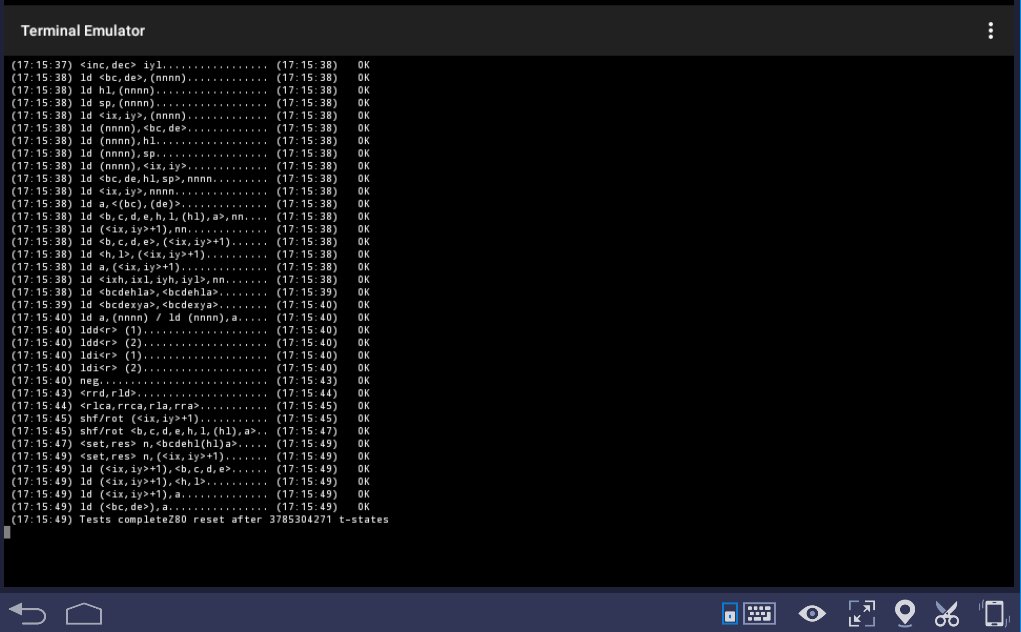 Terminal Emulator
(17:15:37) <inc,dec> iyl................. (17:15:38)   OK
(17:15:38) ld <bc,de>,(nnnn)............. (17:15:38)   OK
(17:15:38) ld hl,(nnnn).................. (17:15:38)   OK
(17:15:38) ld sp,(nnnn).................. (17:15:38)   OK
(17:15:38) ld <ix,iy>,(nnnn)............. (17:15:38)   OK
(17:15:38) ld (nnnn),<bc,de>............. (17:15:38)   OK
(17:15:38) ld (nnnn),hl.................. (17:15:38)   OK
(17:15:38) ld (nnnn),sp.................. (17:15:38)   OK
(17:15:38) ld (nnnn),<ix,iy>............. (17:15:38)   OK
(17:15:38) ld <bc,de,hl,sp>,nnnn......... (17:15:38)   OK
(17:15:38) ld <ix,iy>,nnnn............... (17:15:38)   OK
(17:15:38) ld a,<(bc),(de)>.............. (17:15:38)   OK
(17:15:38) ld <b,c,d,e,h,l,(hl),a>,nn.... (17:15:38)   OK
(17:15:38) ld (<ix,iy>+1),nn............. (17:15:38)   OK
(17:15:38) ld <b,c,d,e>,(<ix,iy>+1)...... (17:15:38)   OK
(17:15:38) ld <h,l>,(<ix,iy>+1).......... (17:15:38)   OK
(17:15:38) ld a,(<ix,iy>+1).............. (17:15:38)   OK
(17:15:38) ld <ixh,ixl,iyh,iyl>,nn....... (17:15:38)   OK
(17:15:38) ld <bcdehla>,<bcdehla>........ (17:15:39)   OK
(17:15:39) ld <bcdexya>,<bcdexya>........ (17:15:40)   OK
(17:15:40) ld a,(nnnn) / ld (nnnn),a..... (17:15:40)   OK
(17:15:40) ldd<r> (1).................... (17:15:40)   OK
(17:15:40) ldd<r> (2).................... (17:15:40)   OK
(17:15:40) ldi<r> (1).................... (17:15:40)   OK
(17:15:40) ldi<r> (2).................... (17:15:40)   OK
(17:15:40) neg........................... (17:15:43)   OK
(17:15:43) <rrd,rld>..................... (17:15:44)   OK
(17:15:44) <rlca,rrca,rla,rra>........... (17:15:45)   OK
(17:15:45) shf/rot (<ix,iy>+1)........... (17:15:45)   OK
(17:15:45) shf/rot <b,c,d,e,h,l,(hl),a>.. (17:15:47)   OK
(17:15:47) <set,res> n,<bcdehl(hl)a>..... (17:15:49)   OK
(17:15:49) <set,res> n,(<ix,iy>+1)....... (17:15:49)   OK
(17:15:49) ld (<ix,iy>+1),<b,c,d,e>...... (17:15:49)   OK
(17:15:49) ld (<ix,iy>+1),<h,l>.......... (17:15:49)   OK
(17:15:49) ld (<ix,iy>+1),a.............. (17:15:49)   OK
(17:15:49) ld (<bc,de>),a................ (17:15:49)   OK
(17:15:49) Tests completeZ80 reset after 3785304271 t-states